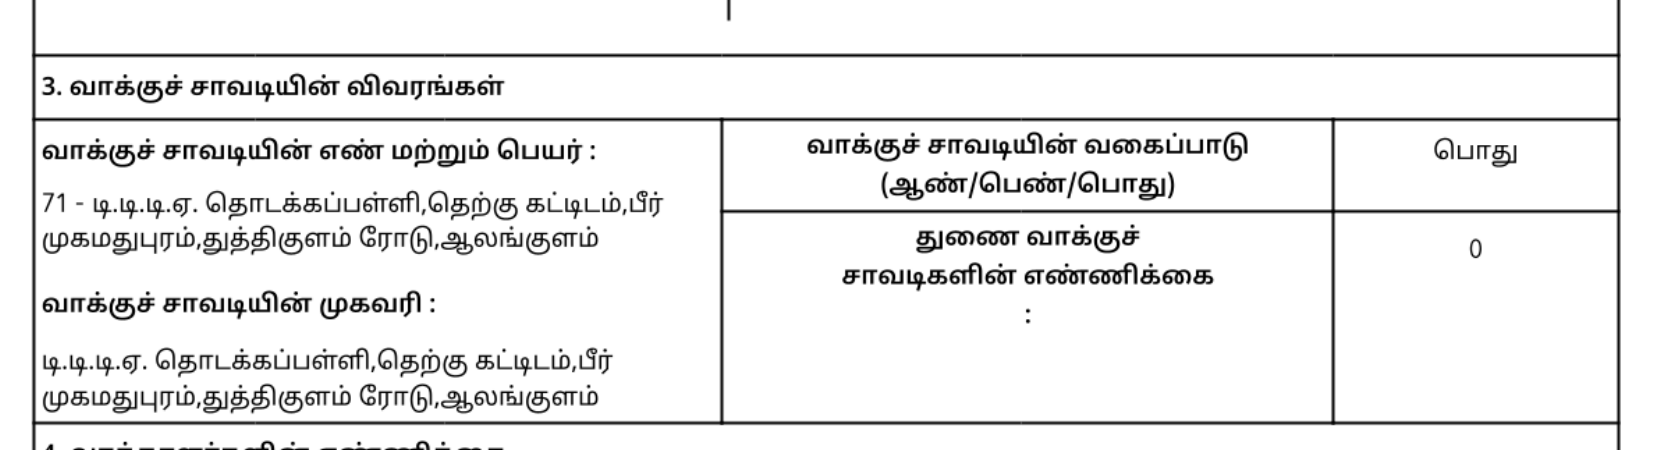 3. வாக்குச் சாவடியின் விவரங்கள்
வாக்குச் சாவடியின் எண் மற்றும் பெயர் :
71 - டி.டி.டி.ஏ. தொடக்கப்பள்ளி,தெற்கு கட்டிடம்,பீர்
முகமதுபுரம்,துத்திகுளம் ரோடு,ஆலங்குளம்
வாக்குச் சாவடியின் முகவரி :
டி.டி.டி.ஏ. தொடக்கப்பள்ளி,தெற்கு கட்டிடம்,பீர்
முகமதுபுரம்,துத்திகுளம் ரோடு,ஆலங்குளம்
வாக்குச் சாவடியின் வகைப்பாடு
(ஆண்/பெண்/பொது)
பொது
துணை வாக்குச்
சாவடிகளின் எண்ணிக்கை
:
0